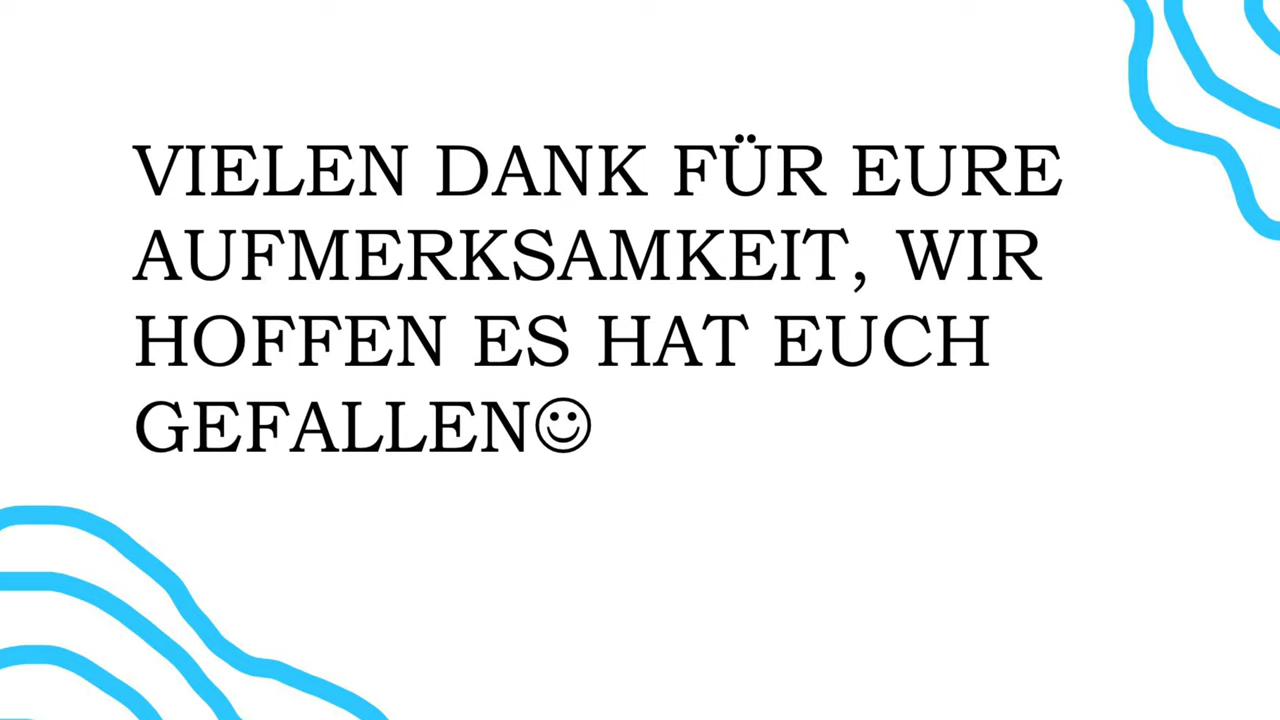 VIELEN DANK FÜR EURE
AUFMERKSAMKEIT, WIR
HOFFEN ES HAT EUCH
GEFALLEN☺